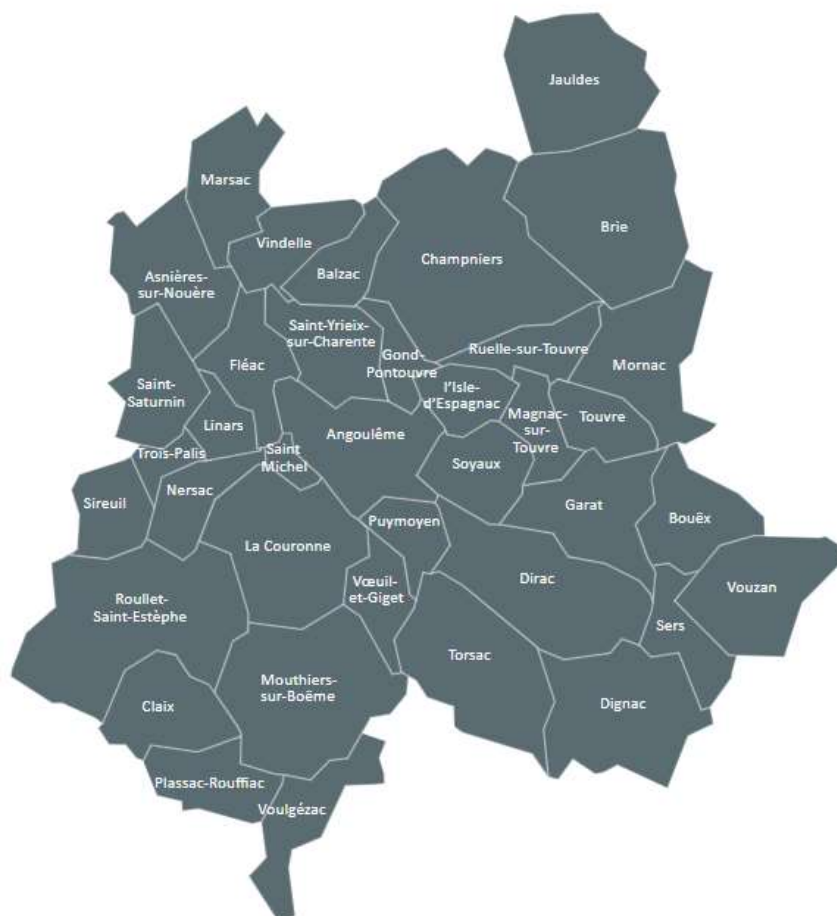 Jauldes
Marsac
Brie
Vindelle
Champniers
Balzac
Asnières-
sur-Nouère
Saint-Yrieix-
sur-Charente
Ruelle-sur-Touvre
Gond-
Pontouvre
Fléac
Mornac
Saint-
Saturnin
l'Isle-
d'Espagnac
Magnac-
sur-
Touvre
Touvre
Linars
Angoulême
Trois-Palis
Saint
Michel
Soyaux
Nersac
Sireuil
Garat
Bouëx
Puymoyen
La Couronne
Dirac
Vœuil-
et-Giget
Vouzan
Roullet-
Saint-Estèphe
Sers
Torsac
Mouthiers-
sur-Boëme
Claix
Dignac
Plassac-Rouffiac
Voulgézac